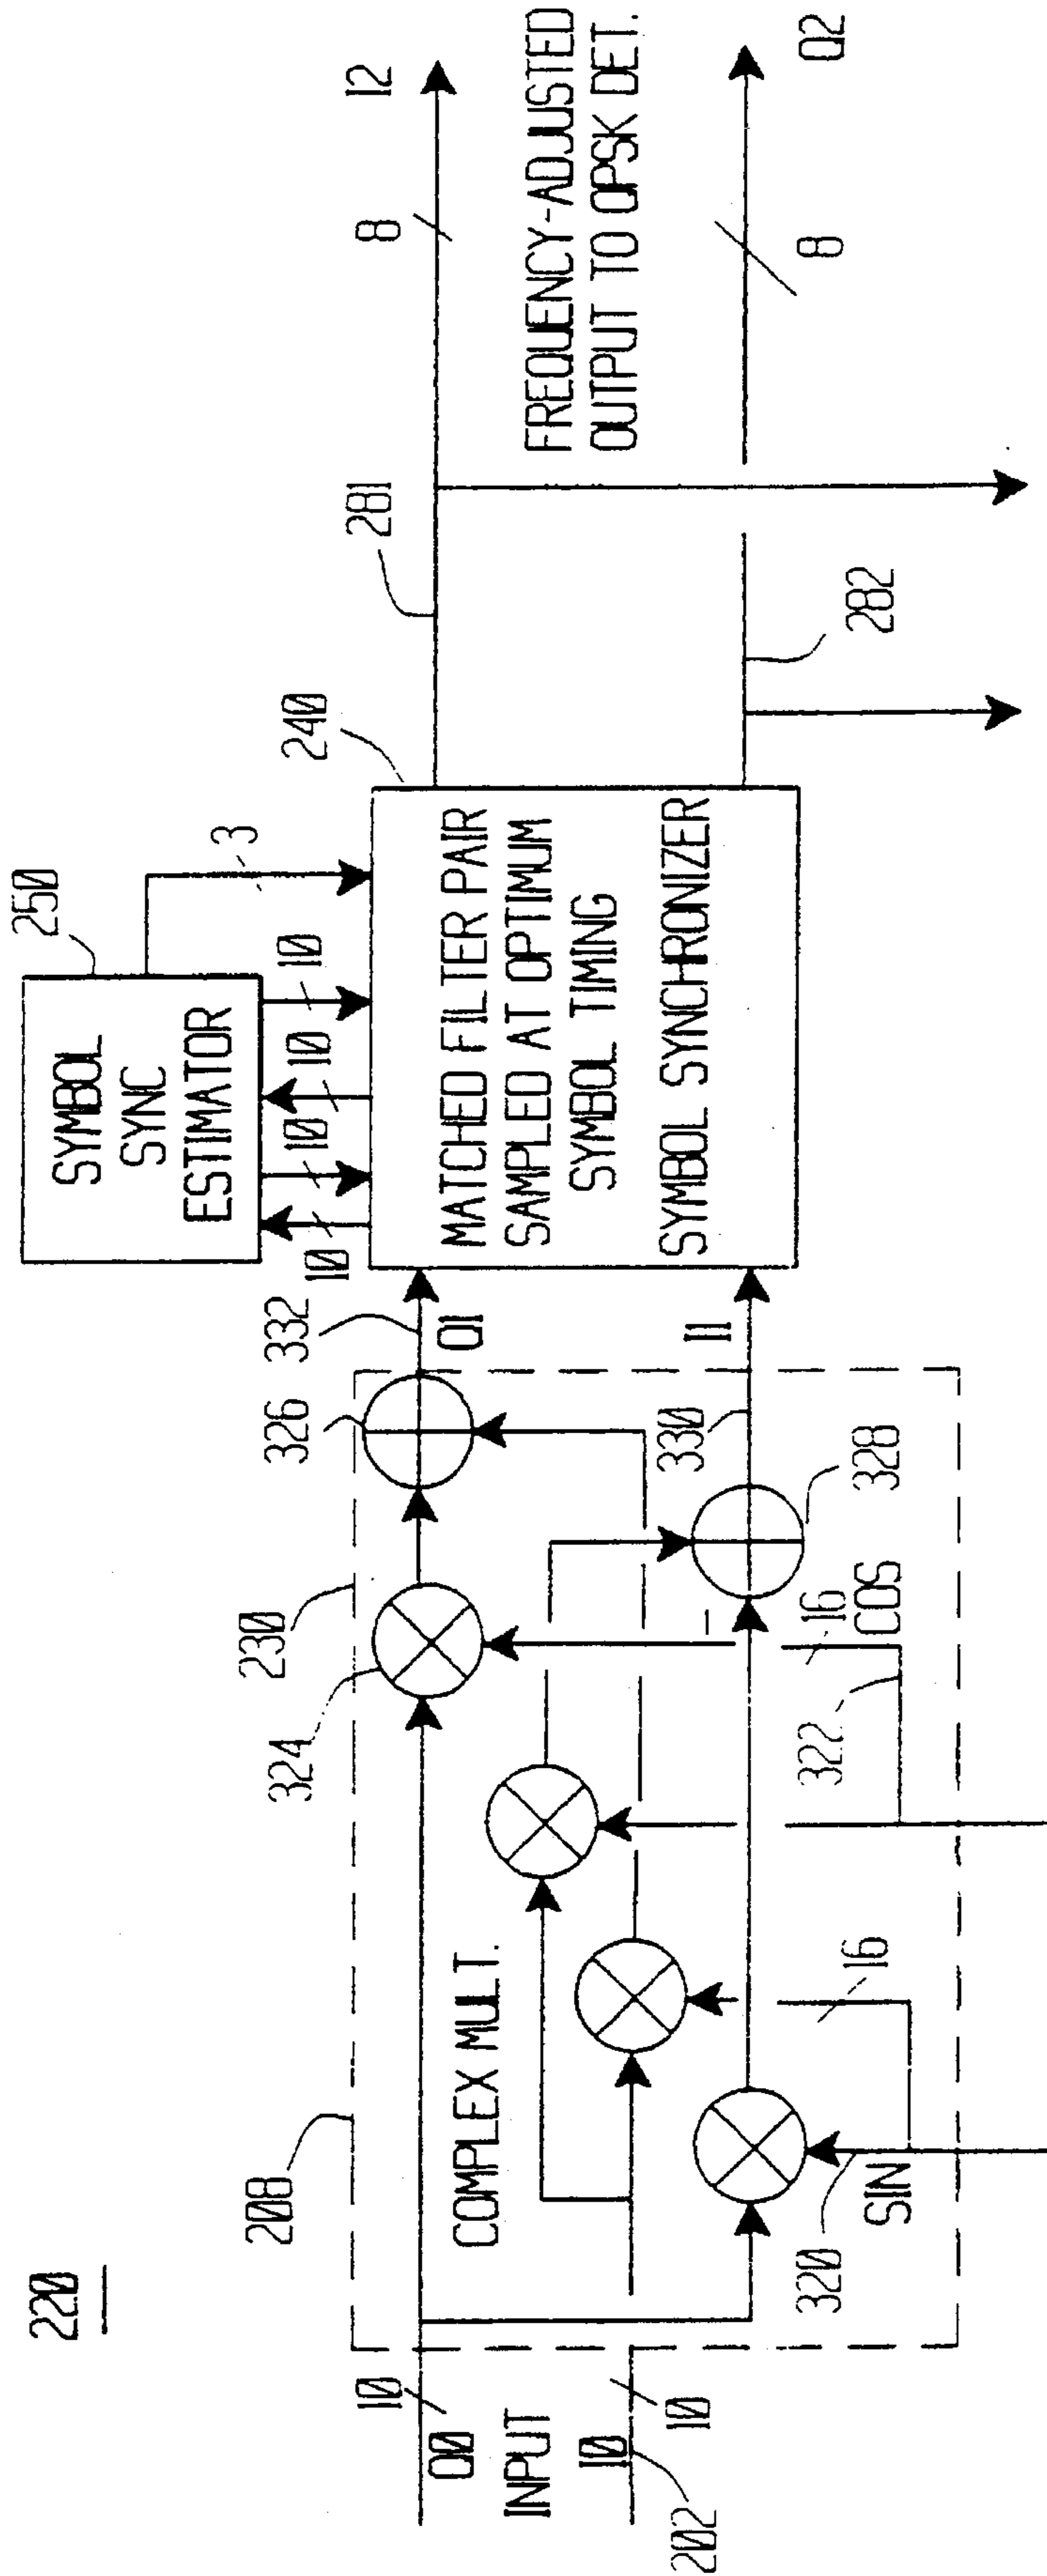 220
208
230
324
326
332
Q1
250
SYMBOL
SYNC
ESTIMATOR
10
10
10
10
3
240
MATCHED FILTER PAIR
SAMPLED AT OPTIMUM
SYMBOL TIMING
SYMBOL SYNCHRONIZER
281
8
I2
FREQUENCY-ADJUSTED
OUTPUT TO QPSK DET.
8
Q2
282
10
Q0
INPUT
I0
10
202
COMPLEX MULT.
320
SIN
16
322
16
COS
–
328
330
I1